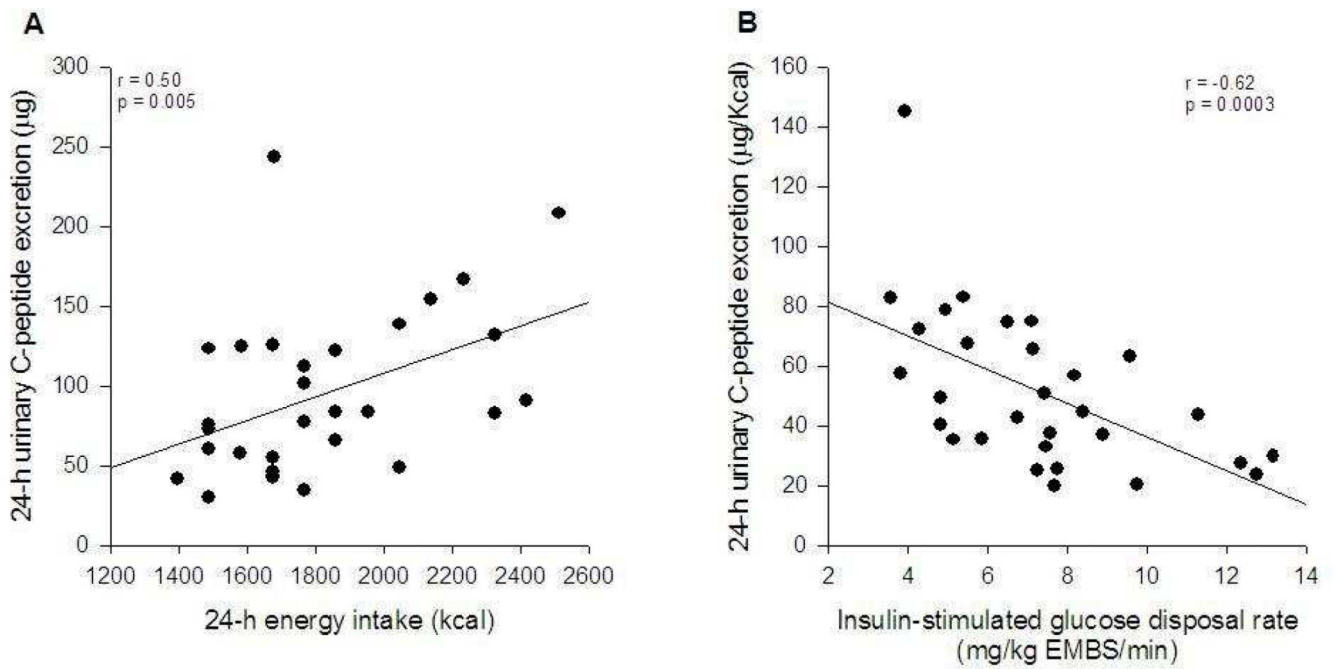 A
24-h urinary C-peptide excretion (µg)
300
250
200
150
100
50
0
r = 0.50
p = 0.005
1200 1400 1600 1800 2000 2200 2400 2600
24-h energy intake (kcal)
B
24-h urinary C-peptide excretion (µg/Kcal)
160
140
120
100
80
60
40
20
0
r = -0.62
p = 0.0003
2 4 6 8 10 12 14
Insulin-stimulated glucose disposal rate
(mg/kg EMBS/min)